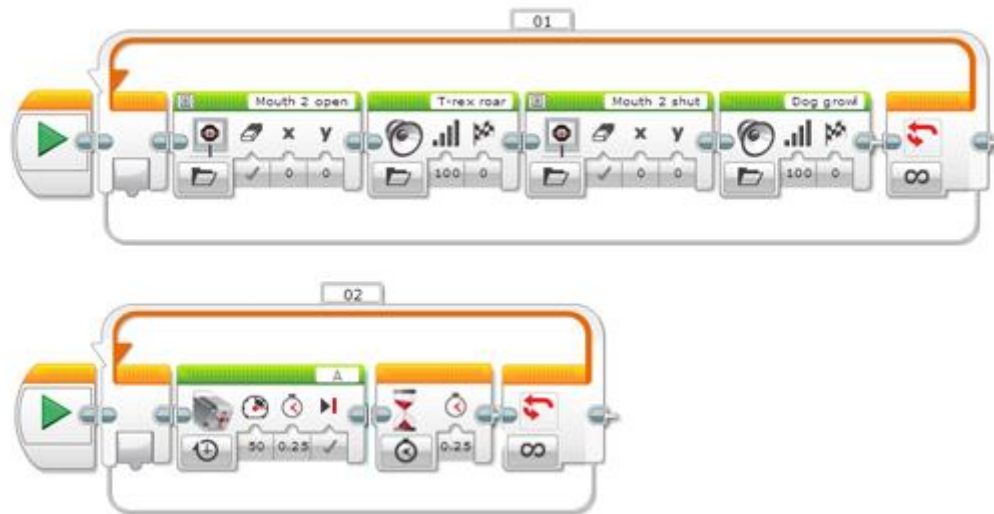 01
Mouth 2 open
T-rex roar
Mouth 2 shut
Dog growl
x y
x y
0 0
100 0
0 0
100 0
∞
02
A
50 0.25
0.25
∞